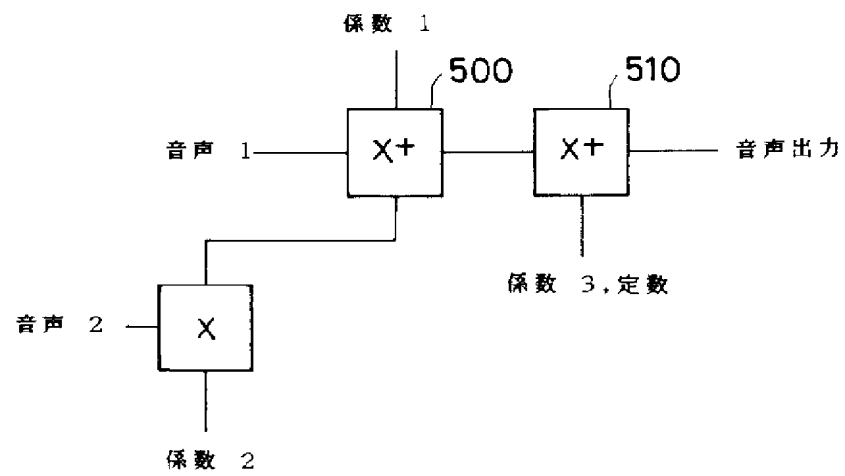 係数 1
500
510
音声 1
X+
X+
音声出力
係数 3,定数
音声 2
X
係数 2